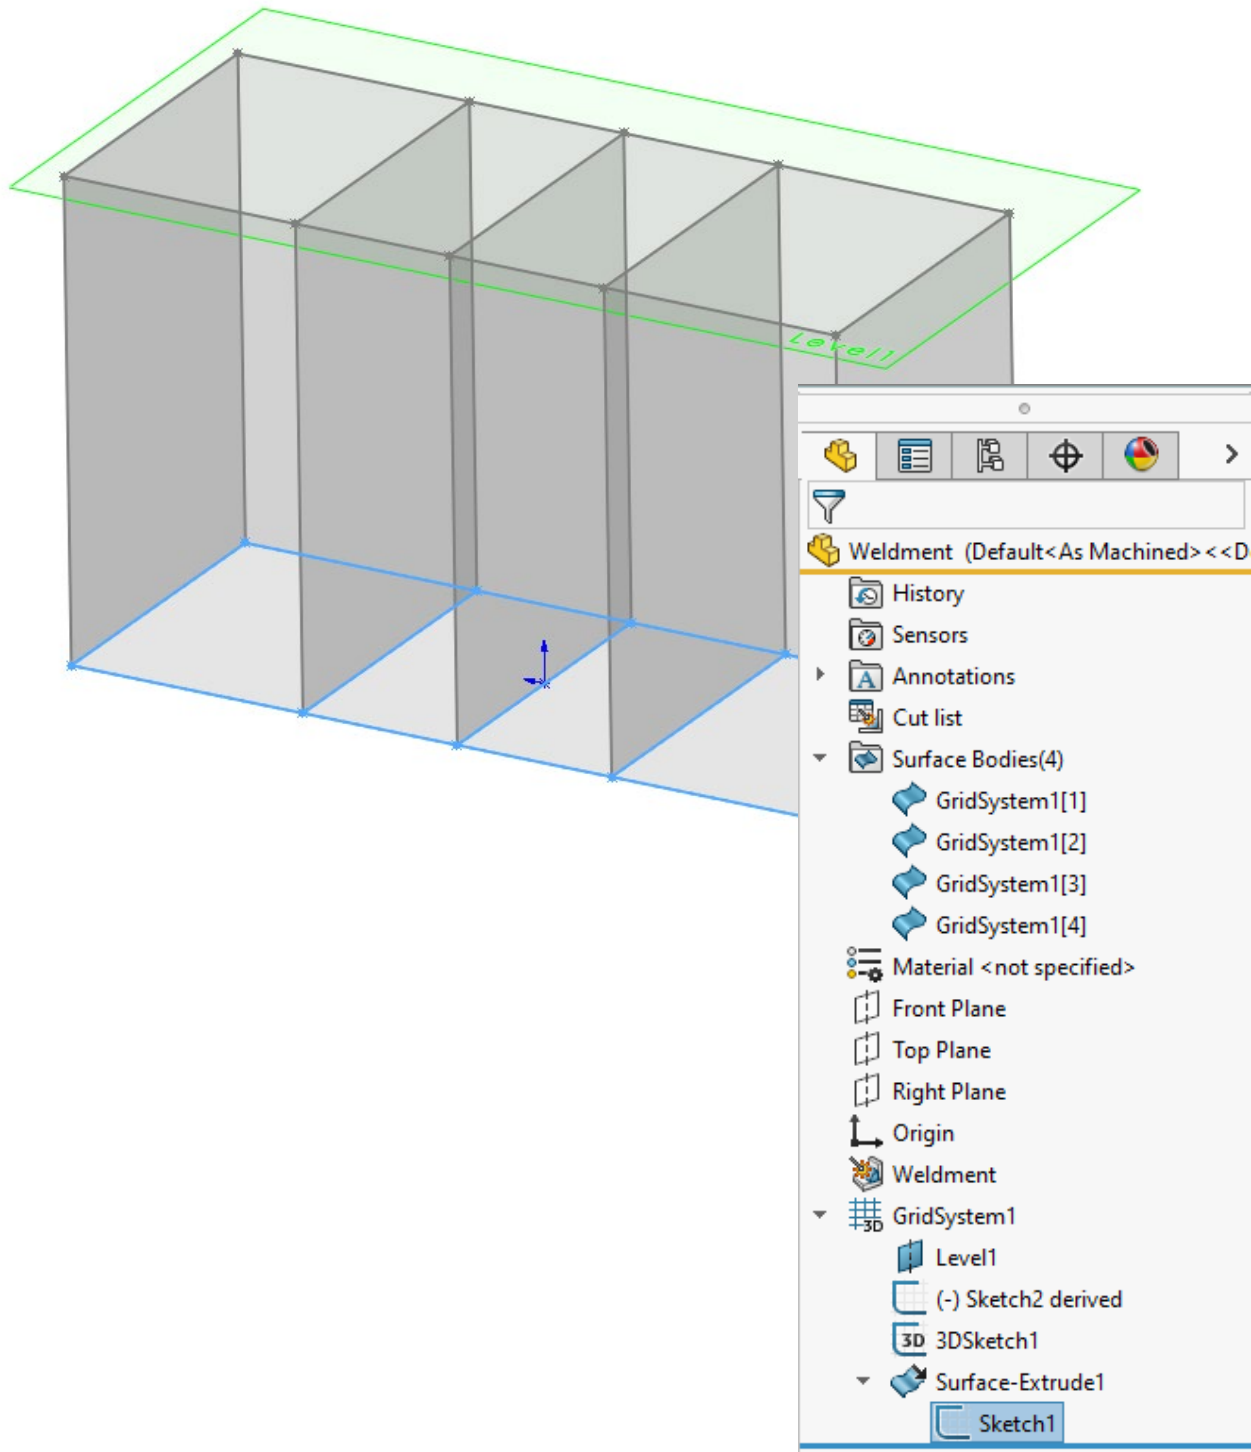 Level1
Weldment (Default<As Machined><<D
History
Sensors
A Annotations
Cut list
Surface Bodies(4)
GridSystem1[1]
GridSystem1[2]
GridSystem1[3]
GridSystem1[4]
Material <not specified>
Front Plane
Top Plane
Right Plane
Origin
Weldment
3D GridSystem1
Level1
(-) Sketch2 derived
3D 3DSketch1
Surface-Extrude1
Sketch1